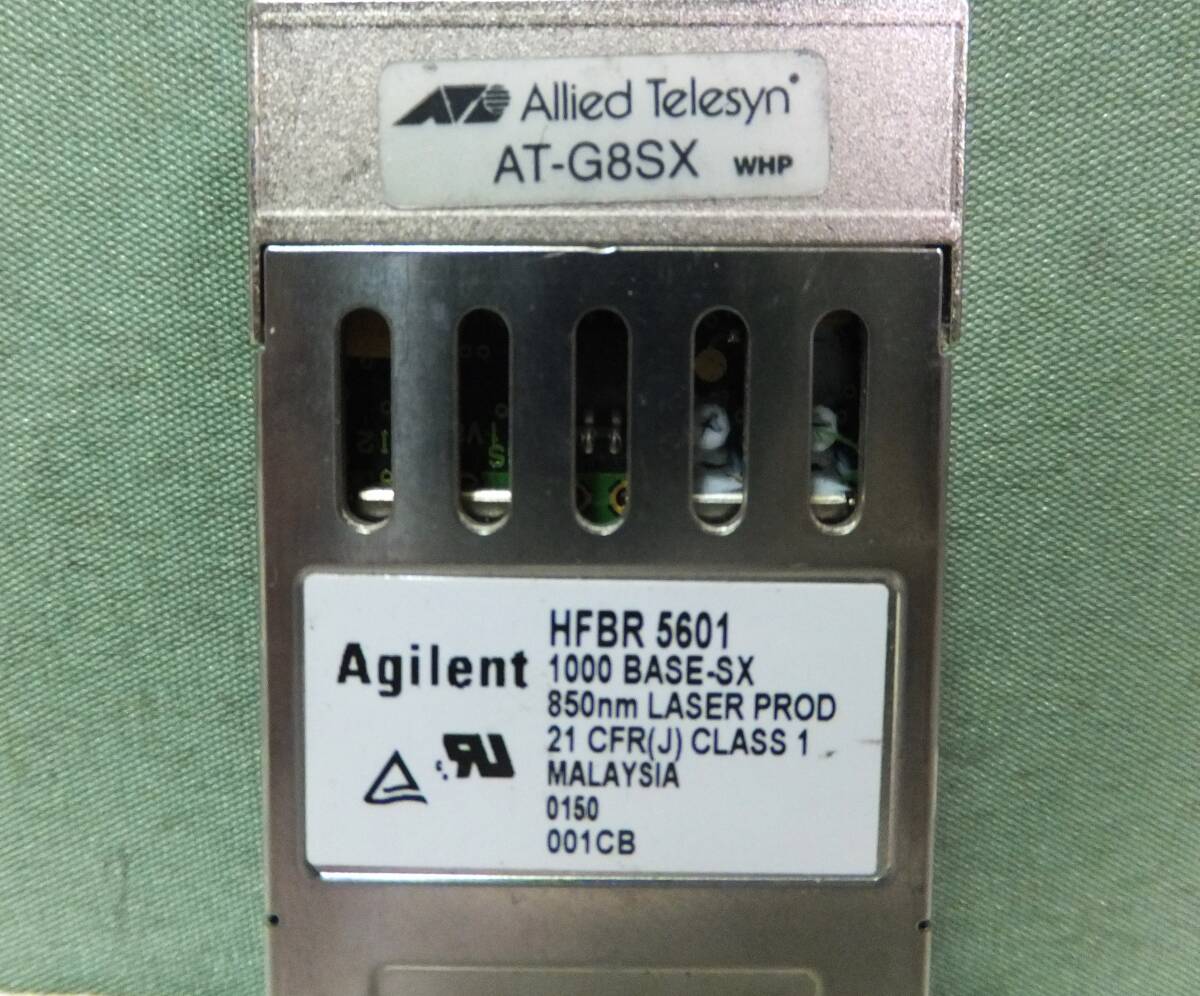 Allied Telesyn
AT-G8SX WHP
Agilent
HFBR 5601
1000 BASE-SX
850nm LASER PROD
21 CFR(J) CLASS 1
MALAYSIA
0150
001CB